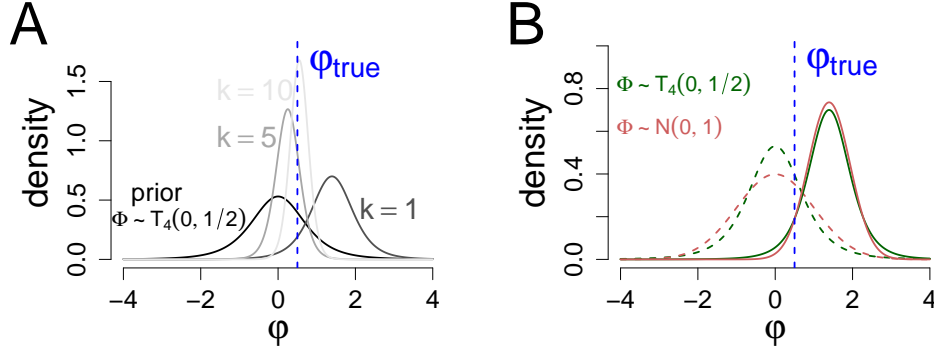 A
density
0.0 0.5 1.0 1.5
φtrue
k = 10
k = 5
prior
Φ ~ T4(0, 1/2)
k = 1
−4 −2 0 2 4
φ
B
density
0.0 0.4 0.8
φtrue
Φ ~ T4(0, 1/2)
Φ ~ N(0, 1)
−4 −2 0 2 4
φ